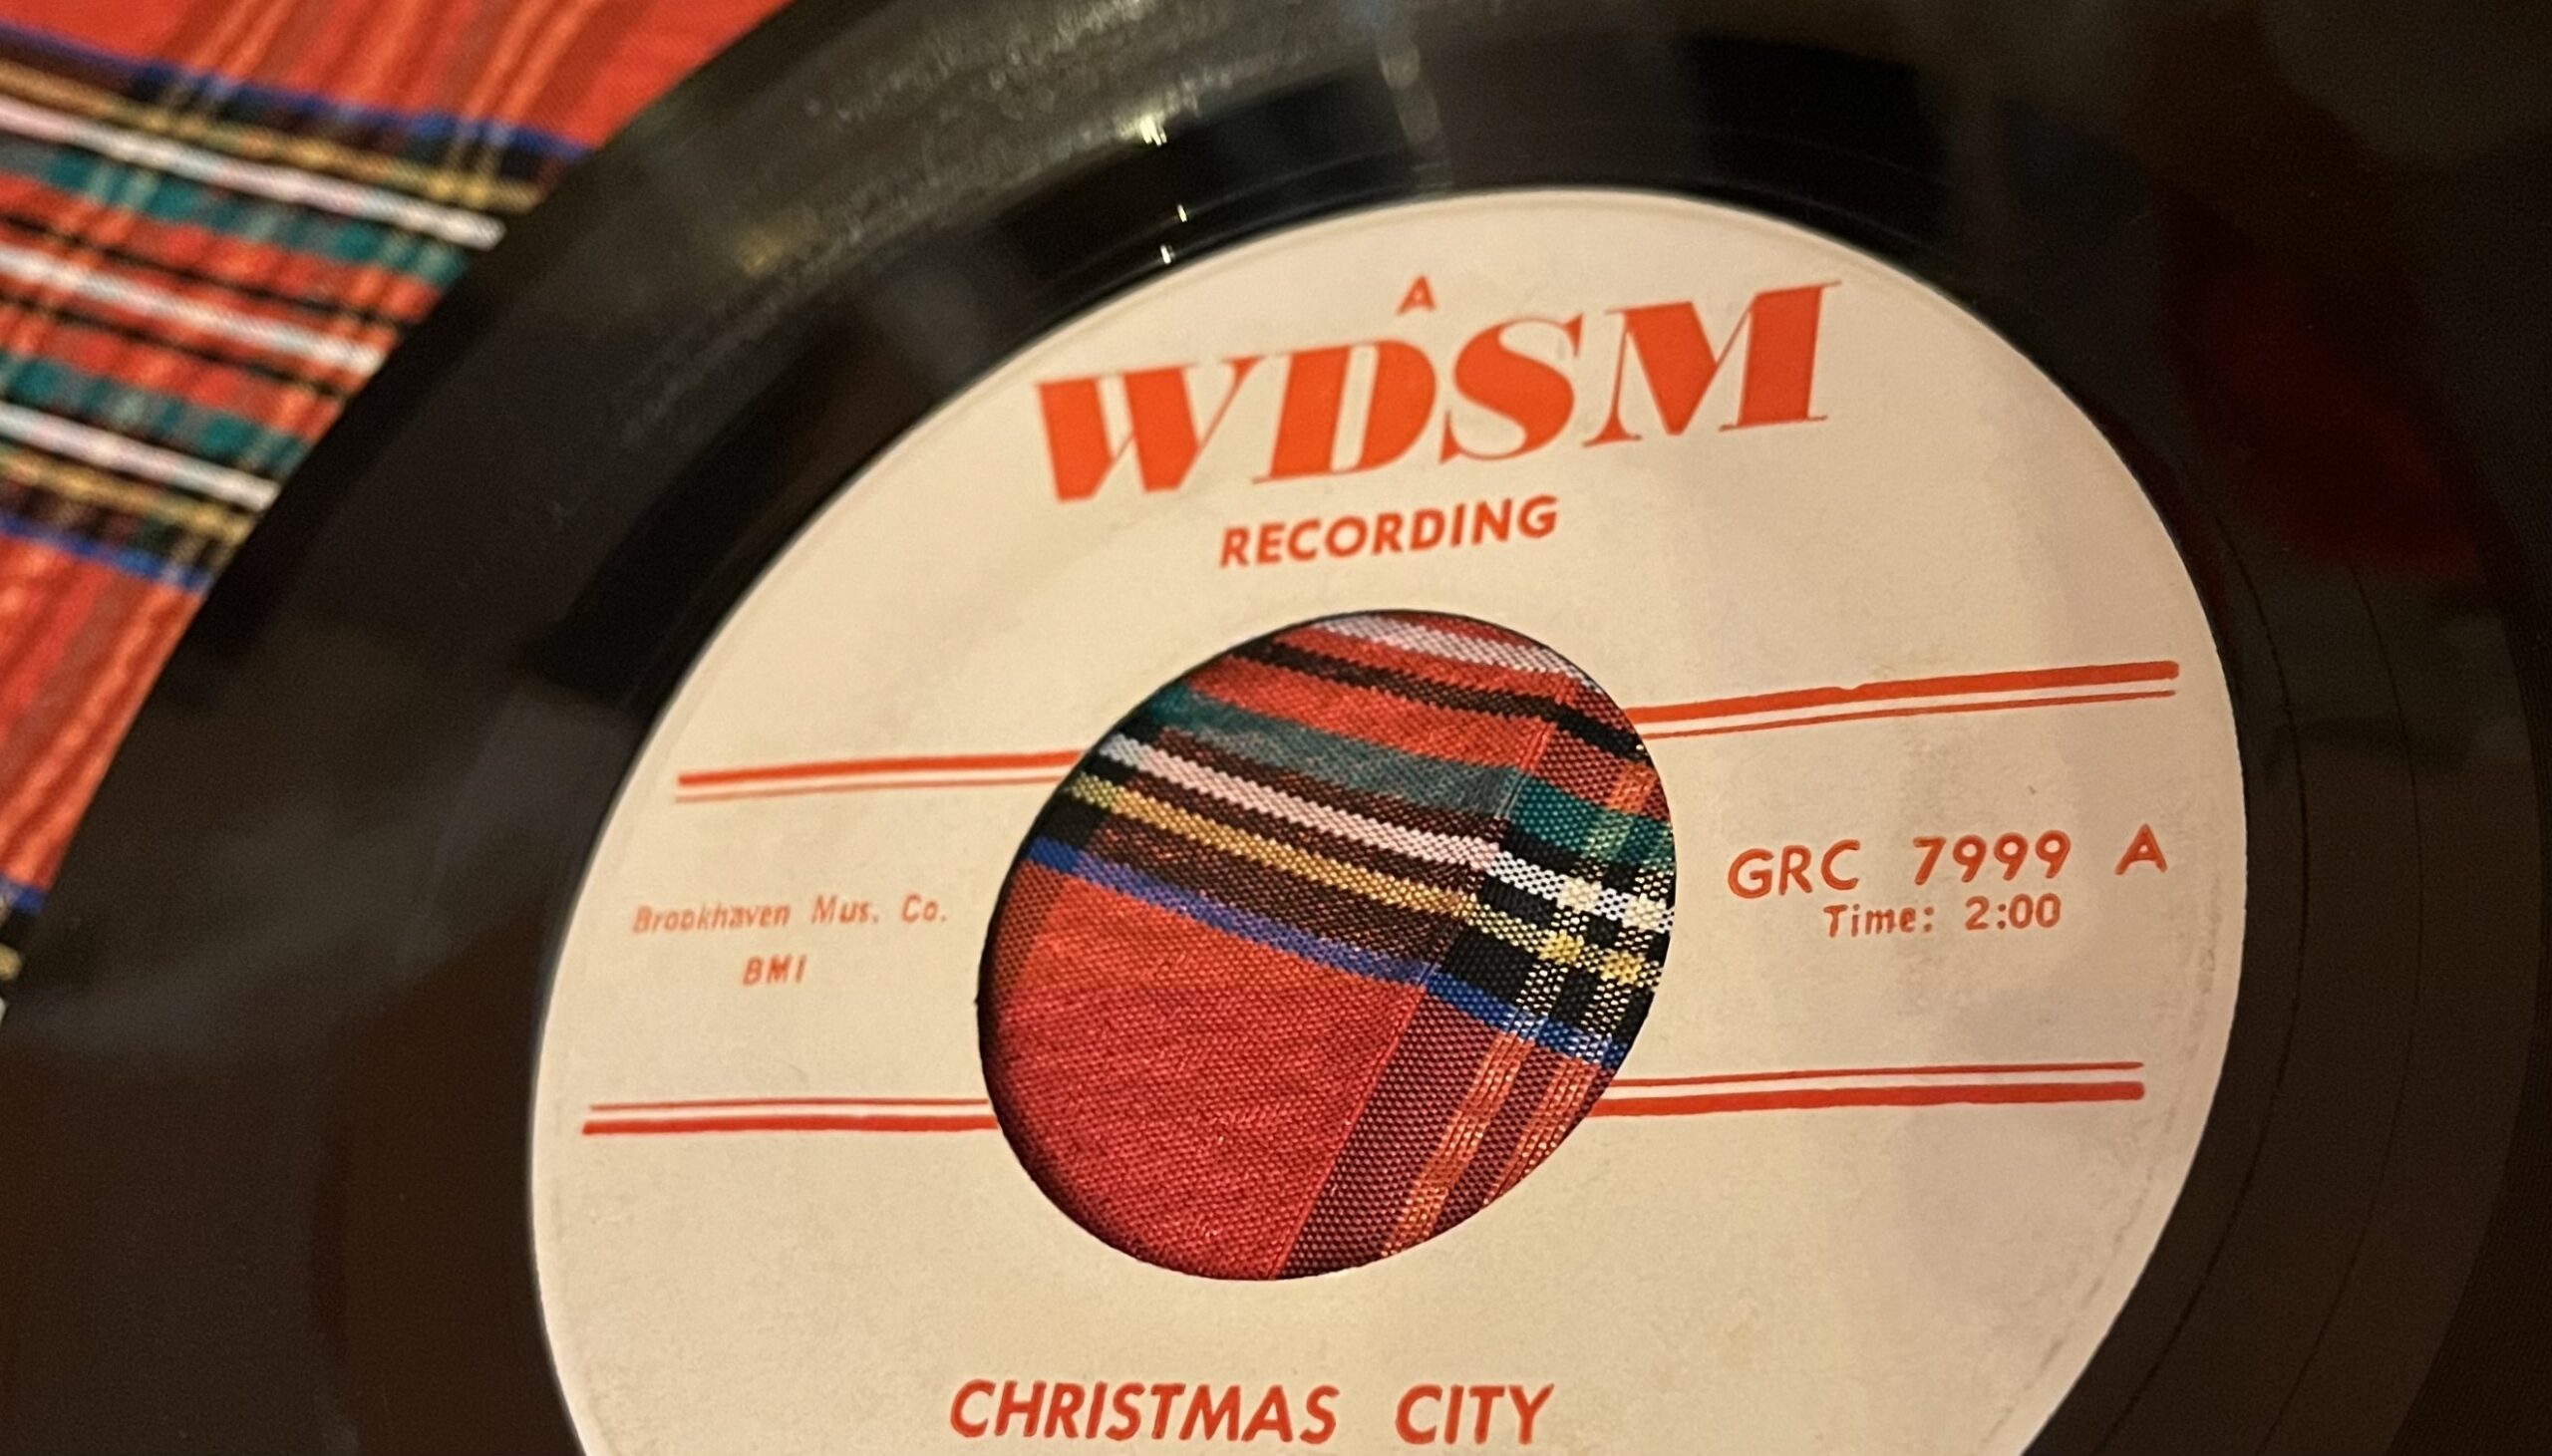 A
WDSM
RECORDING
Brookhaven Mus. Co.
BMI
GRC 7999 A
Time: 2:00
CHRISTMAS CITY